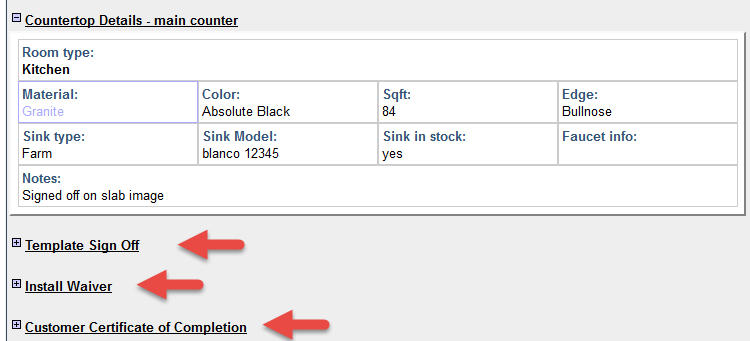 Countertop Details - main counter
Room type:
Kitchen
Material: Color: Sqft: Edge:
Granite Absolute Black 84 Bullnose
Sink type: Sink Model: Sink in stock: Faucet info:
Farm blanco 12345 yes
Notes:
Signed off on slab image
Template Sign Off
Install Waiver
Customer Certificate of Completion